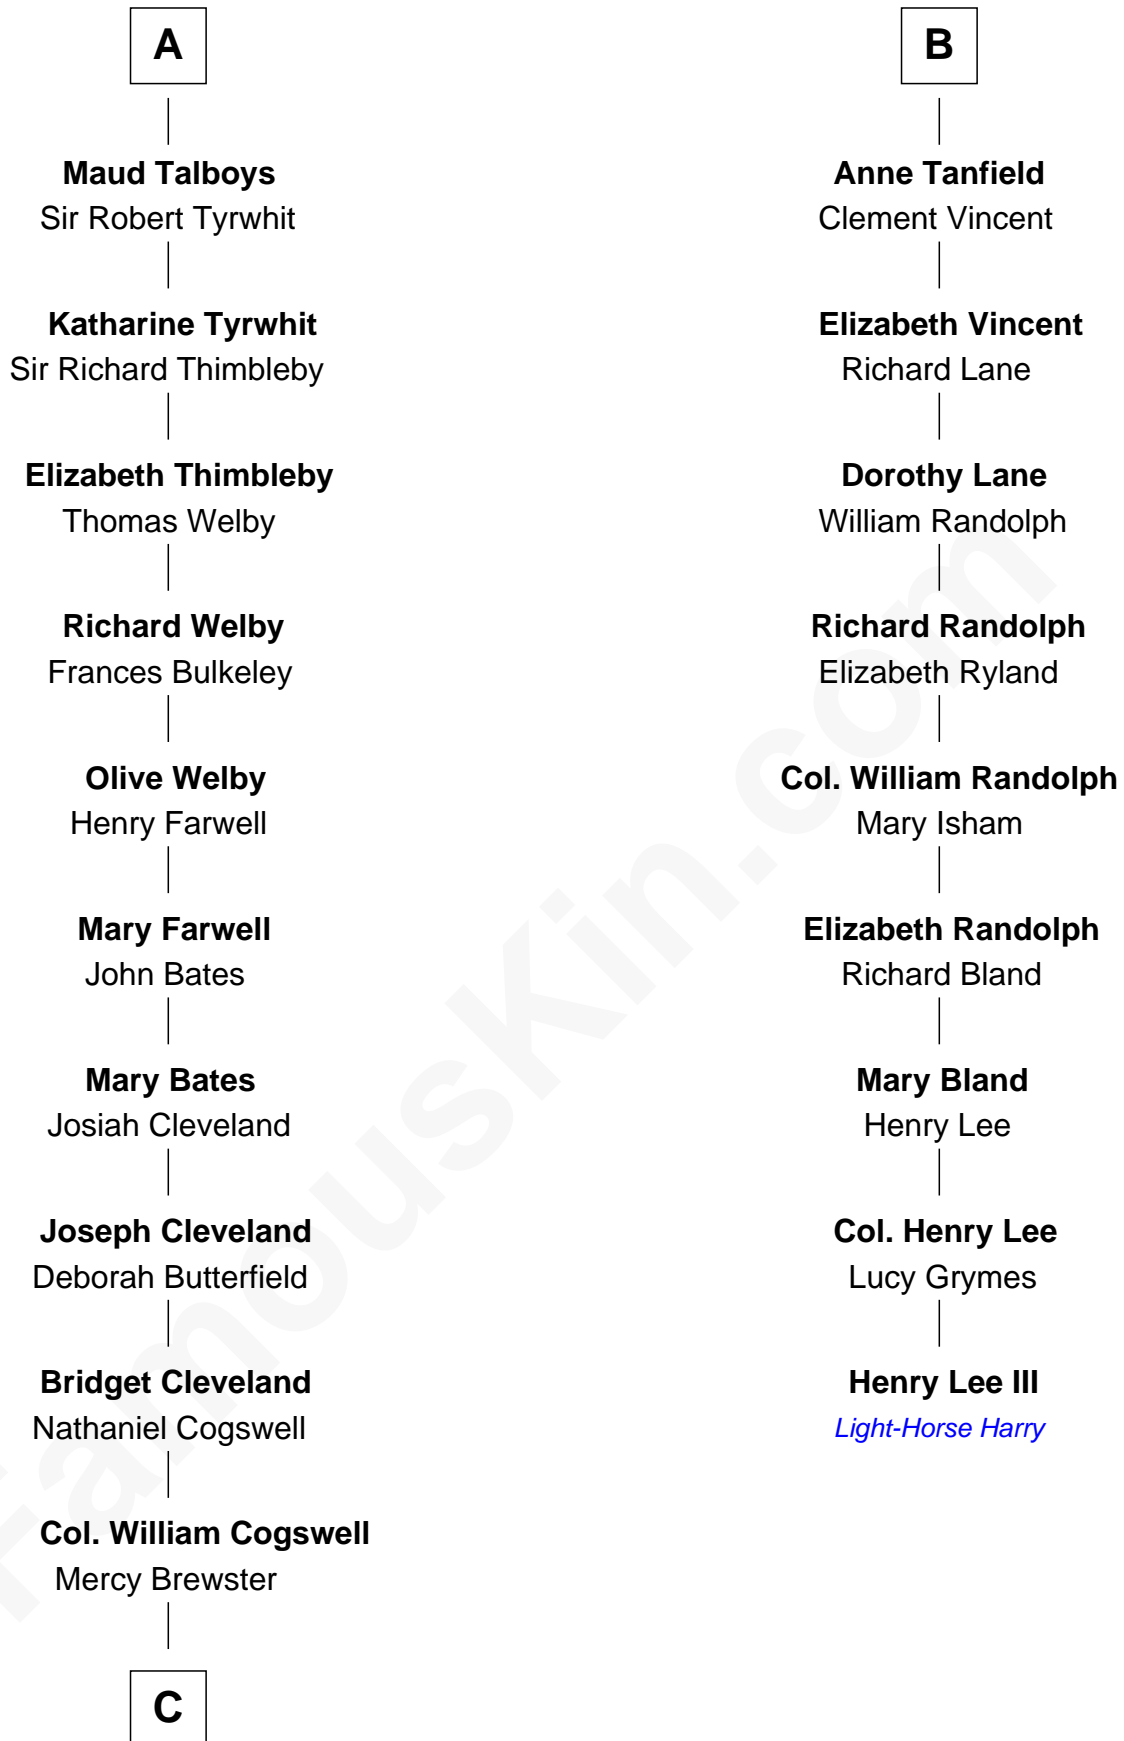 A
Maud Talboys
Sir Robert Tyrwhit
Katharine Tyrwhit
Sir Richard Thimbleby
Elizabeth Thimbleby
Thomas Welby
Richard Welby
Frances Bulkeley
Olive Welby
Henry Farwell
Mary Farwell
John Bates
Mary Bates
Josiah Cleveland
Joseph Cleveland
Deborah Butterfield
Bridget Cleveland
Nathaniel Cogswell
Col. William Cogswell
Mercy Brewster
C
B
Anne Tanfield
Clement Vincent
Elizabeth Vincent
Richard Lane
Dorothy Lane
William Randolph
Richard Randolph
Elizabeth Ryland
Col. William Randolph
Mary Isham
Elizabeth Randolph
Richard Bland
Mary Bland
Henry Lee
Col. Henry Lee
Lucy Grymes
Henry Lee III
Light-Horse Harry
FamousKin.com